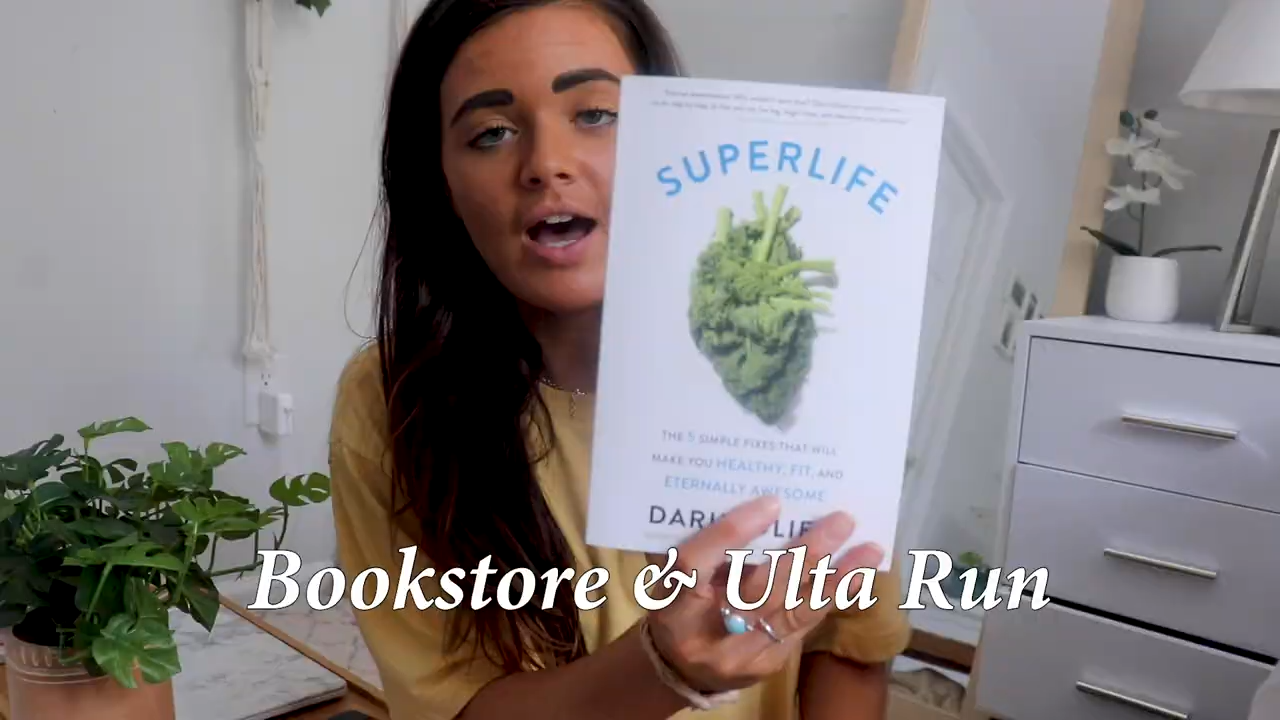 SUPERLIFE
THE 5 SIMPLE FIXES THAT WILL
MAKE YOU HEALTHY, FIT, AND
ETERNALLY AWESOME
Bookstore & Ulta Run